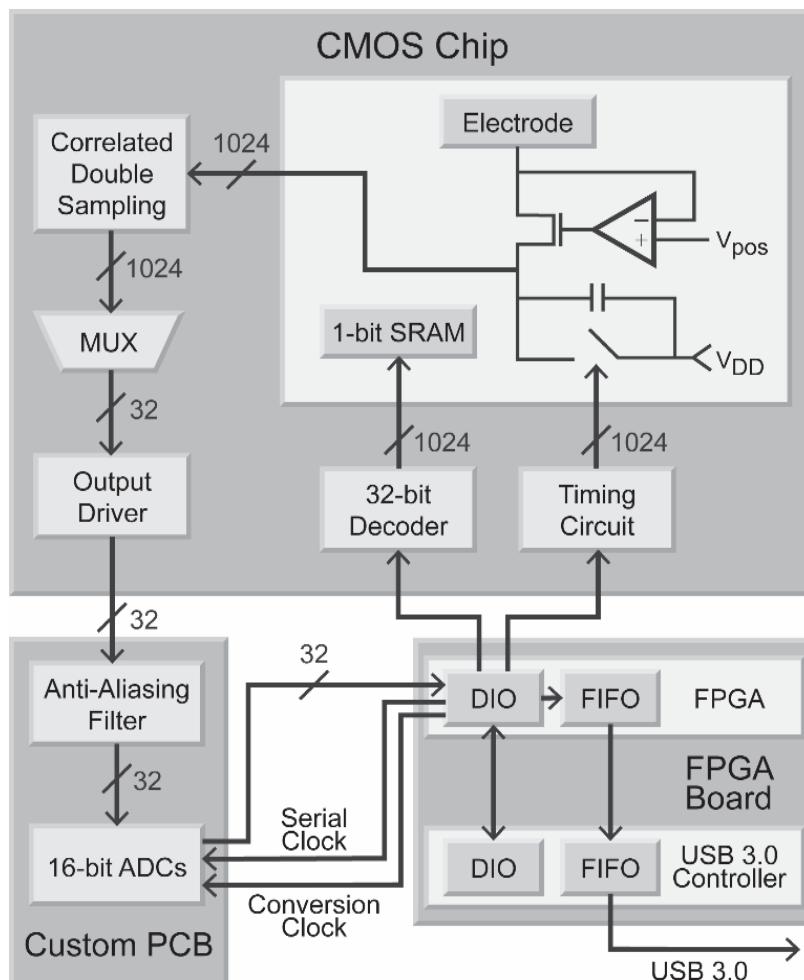 CMOS Chip
Electrode
Correlated
Double
Sampling
1024
−
+
Vpos
1024
MUX
1-bit SRAM
VDD
32
1024
1024
Output
Driver
32-bit
Decoder
Timing
Circuit
32
32
Anti-Aliasing
Filter
DIO
FIFO
FPGA
32
FPGA
Board
Serial
Clock
16-bit ADCs
DIO
FIFO
USB 3.0
Controller
Conversion
Clock
Custom PCB
USB 3.0